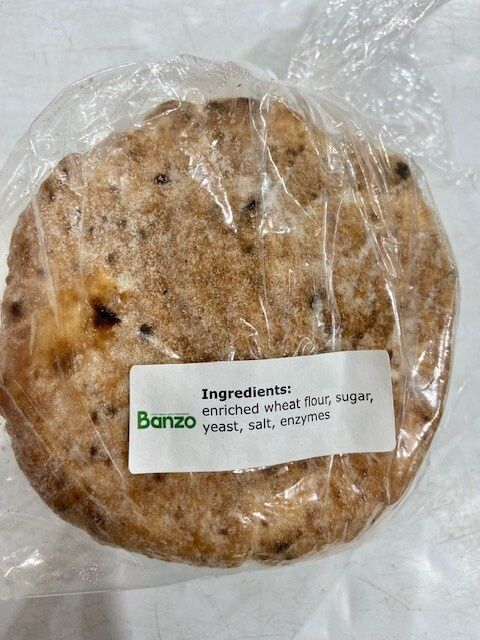 Ingredients:
enriched wheat flour, sugar,
yeast, salt, enzymes
Banzo